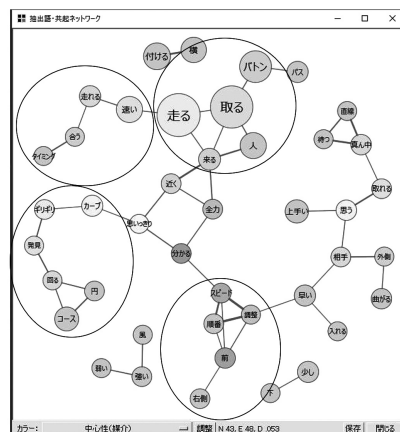 抽出語・共起ネットワーク
付ける
横
バトン
パス
走れる
速い
走る
取る
合う
タイミング
来る
人
直線
待つ
真ん中
取れる
近く
全力
ギリギリ
カーブ
思いっきり
上手い
思う
発見
分かる
相手
外側
回る
円
スピード
早い
曲がる
コース
順番
調整
入れる
風
前
弱い
強い
少し
右側
下
カラー: 中心性(媒介) 調整 N 43, E 48, D .053 保存 閉じる